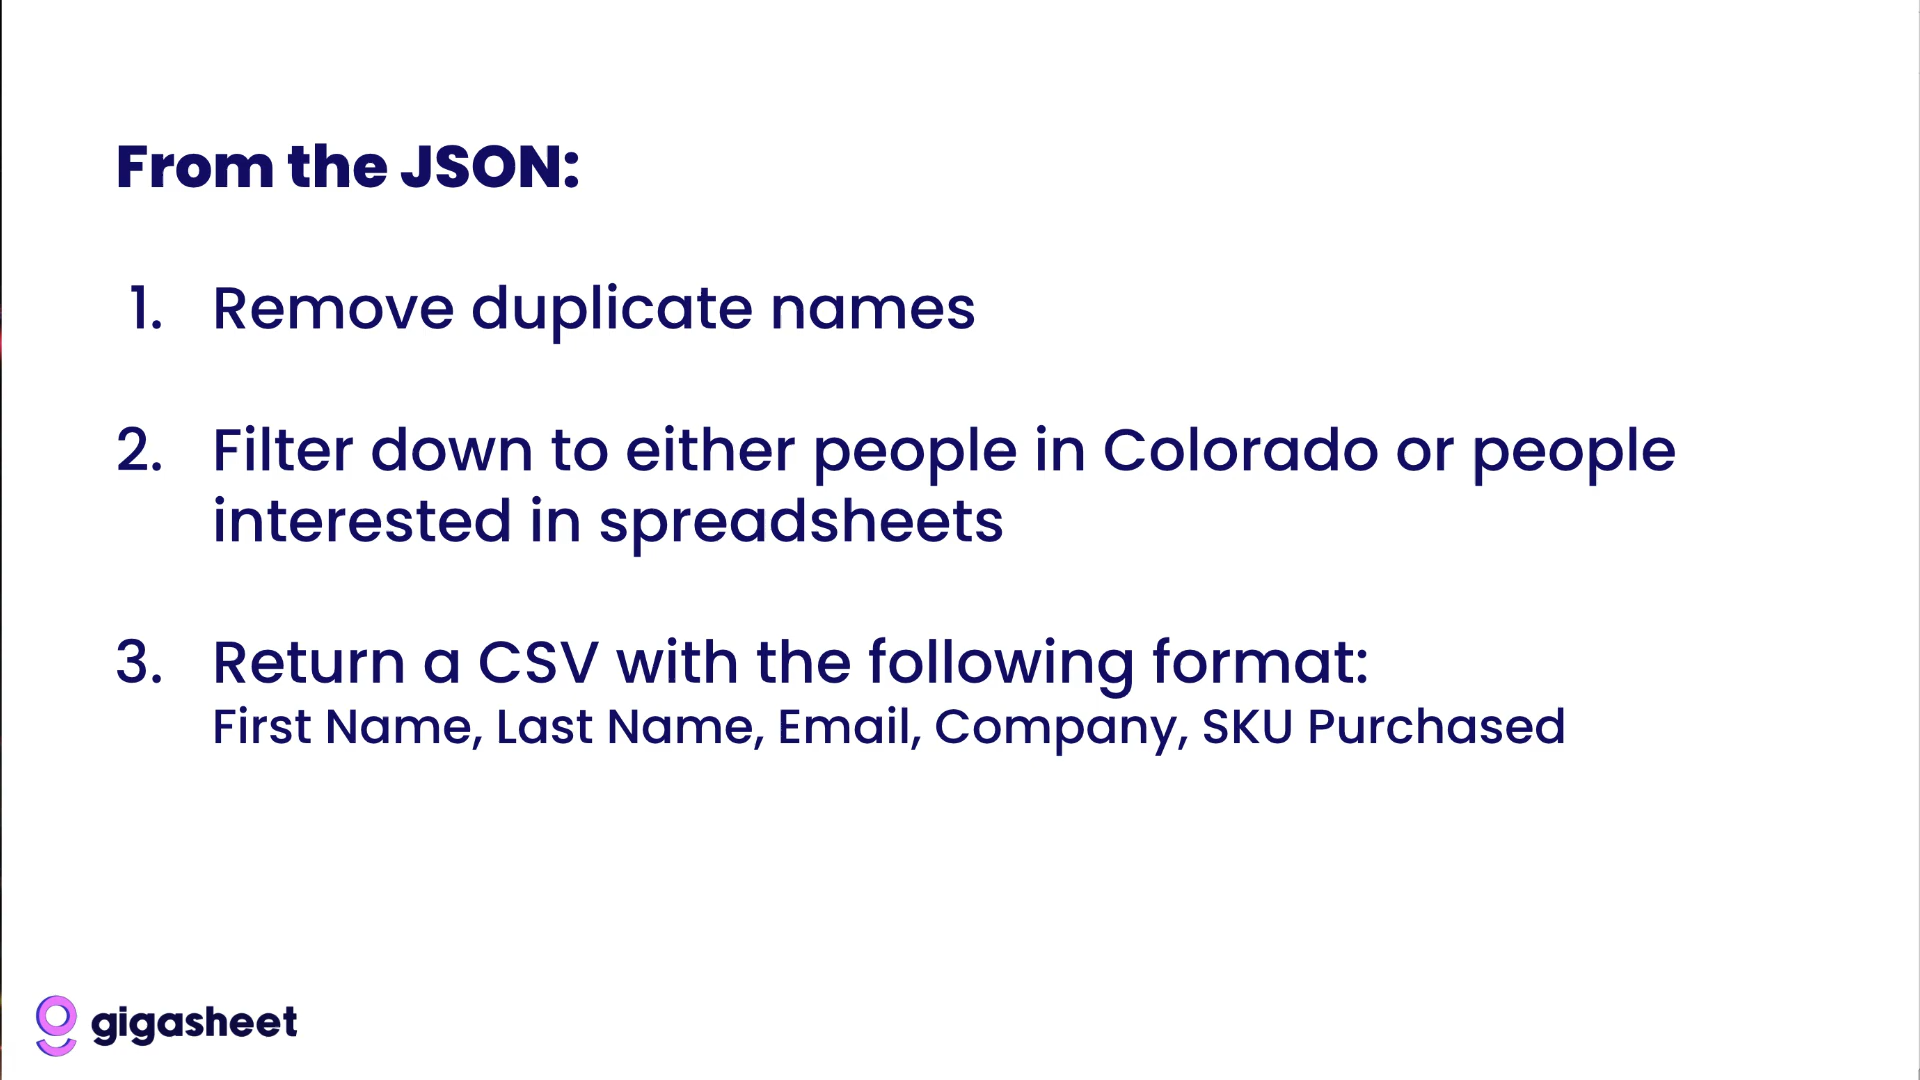 From the JSON:
1. Remove duplicate names
2. Filter down to either people in Colorado or people
interested in spreadsheets
3. Return a CSV with the following format:
First Name, Last Name, Email, Company, SKU Purchased
gigasheet